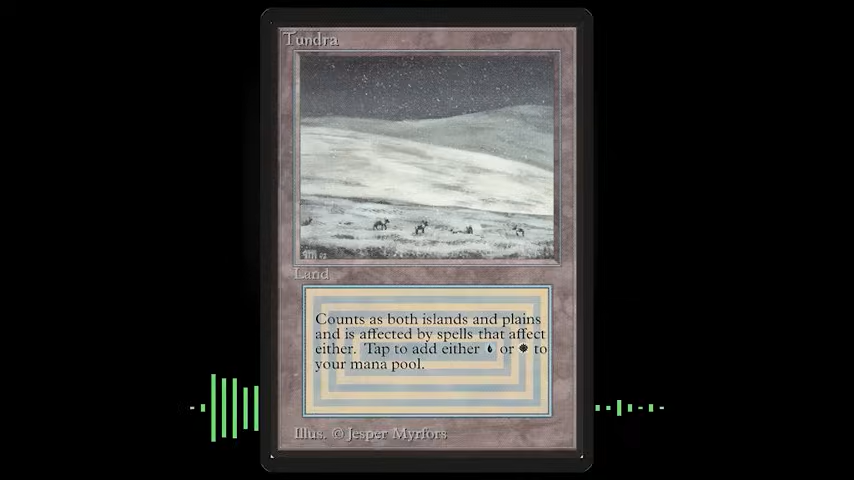 Tundra
Land
Counts as both islands and plains
and is affected by spells that affect
either. Tap to add either or to
your mana pool.
Illus. © Jesper Myrfors